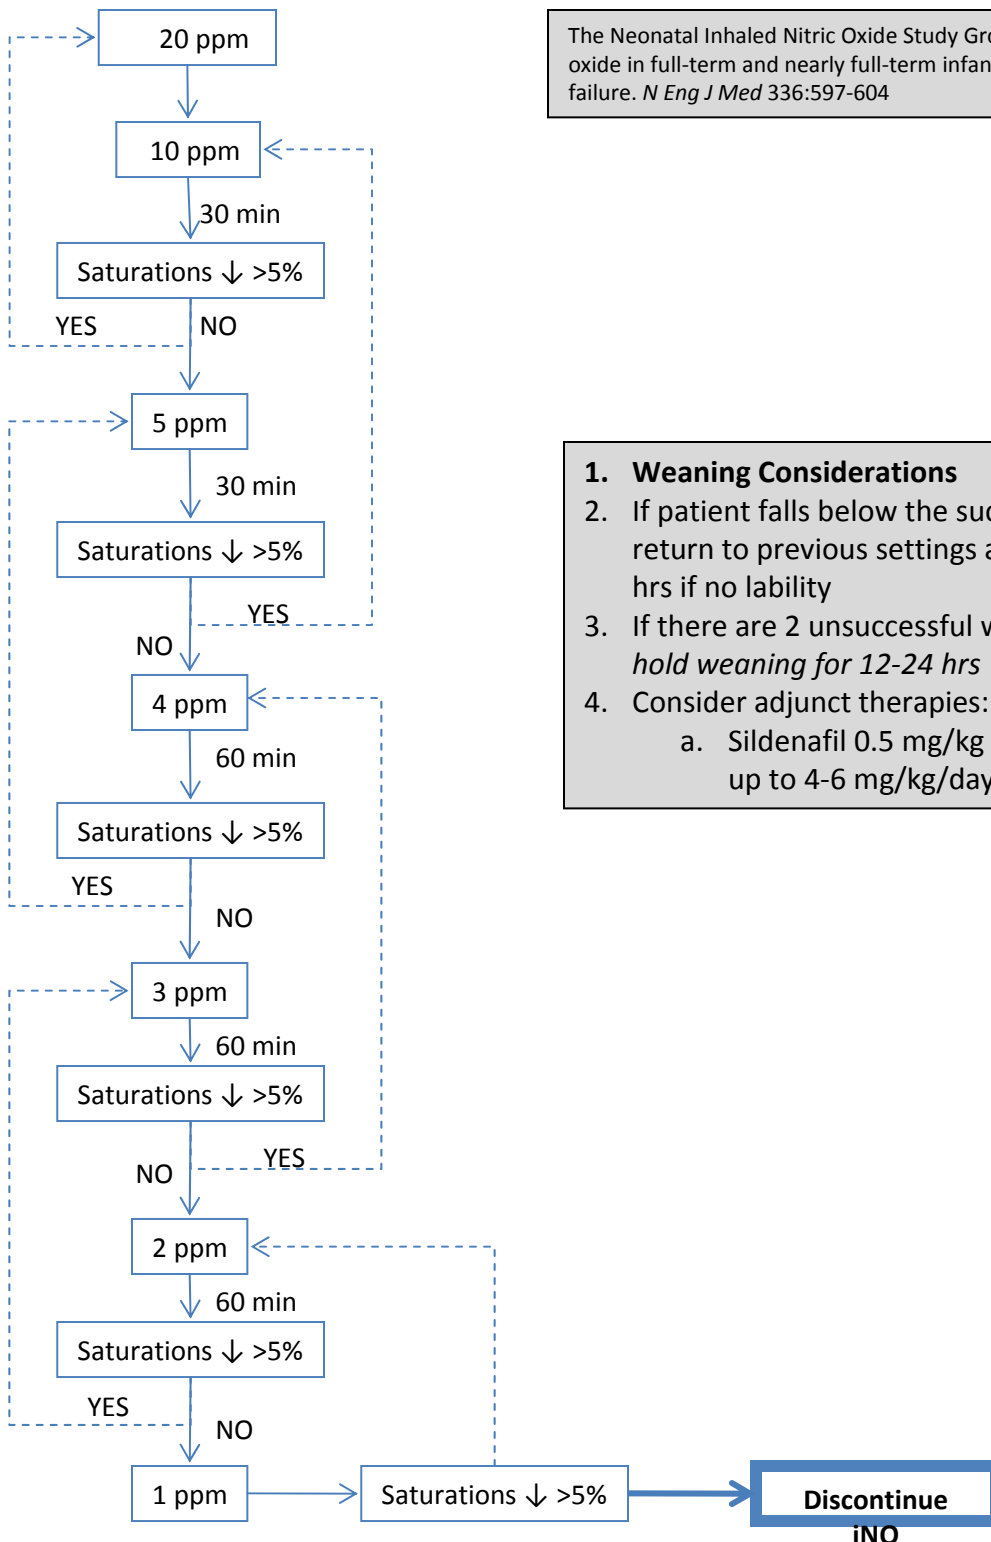 20 ppm
The Neonatal Inhaled Nitric Oxide Study
oxide in full-term and nearly full-term
failure. N Eng J Med 336:597-604
10 ppm
30 min
Saturations ↓ >5%
YES
NO
5 ppm
30 min
Saturations ↓ >5%
YES
NO
4 ppm
60 min
Saturations ↓ >5%
YES
NO
3 ppm
60 min
Saturations ↓ >5%
YES
NO
2 ppm
60 min
Saturations ↓ >5%
YES
NO
1 ppm
Saturations ↓ >5%
Discontinue
iNO
1. Weaning Considerations
2. If patient falls below the
return to previous settings
hrs if no lability
3. If there are 2 unsuccessful
hold weaning for 12-24 hrs
4. Consider adjunct therapies:
a. Sildenafil 0.5 mg/kg
up to 4-6 mg/kg/day